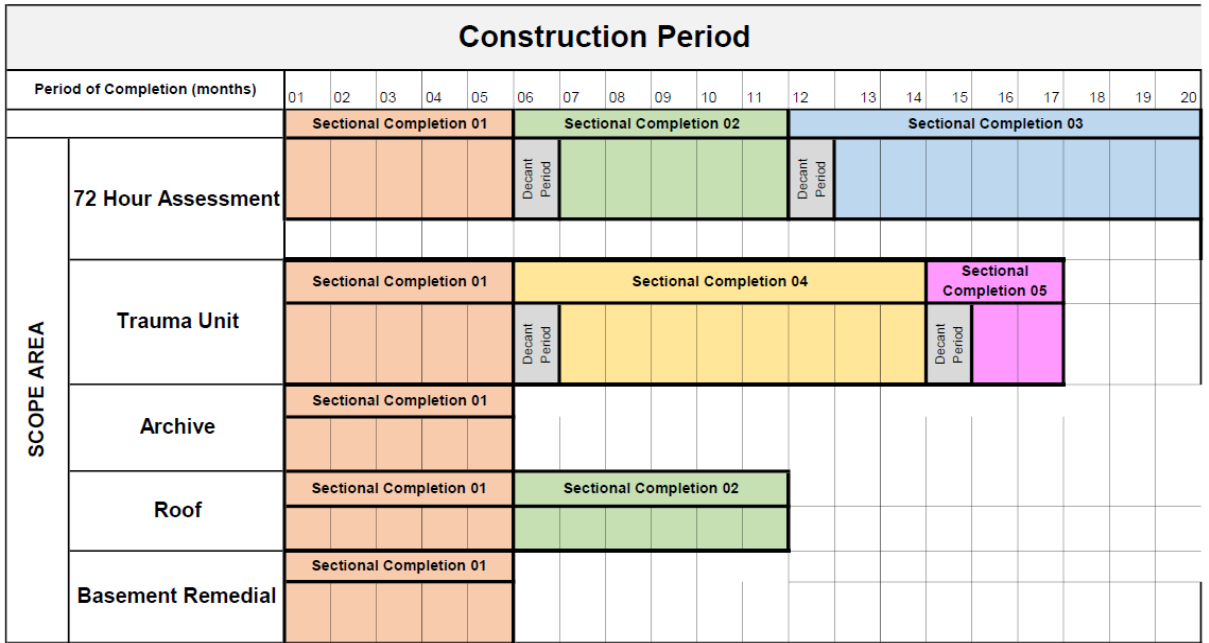 Construction Period
Period of Completion (months)
01 02 03 04 05 06 07 08 09 10 11 12 13 14 15 16 17 18 19 20
Sectional Completion 01 Sectional Completion 02 Sectional Completion 03
SCOPE AREA
72 Hour Assessment
Decant
Period
Decant
Period
Trauma Unit
Sectional Completion 01 Sectional Completion 04
Sectional
Completion 05
Decant
Period
Decant
Period
Archive
Sectional Completion 01
Roof
Sectional Completion 01 Sectional Completion 02
Basement Remedial
Sectional Completion 01